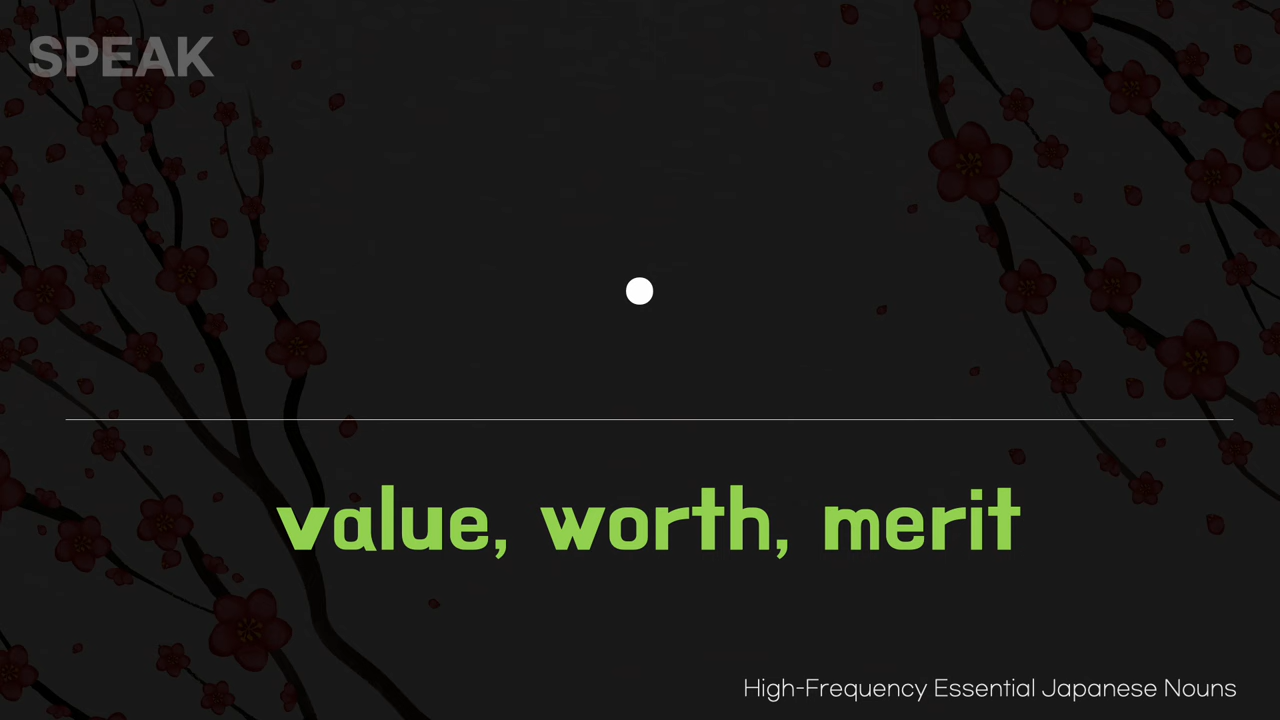 SPEAK
value, worth, merit
High-Frequency Essential Japanese Nouns